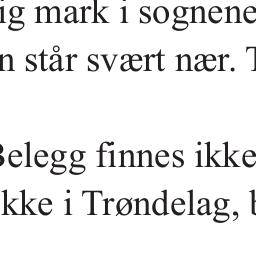 ig mark i sognene
n står svært nær. T
Belegg finnes ikke
kke i Trøndelag, b